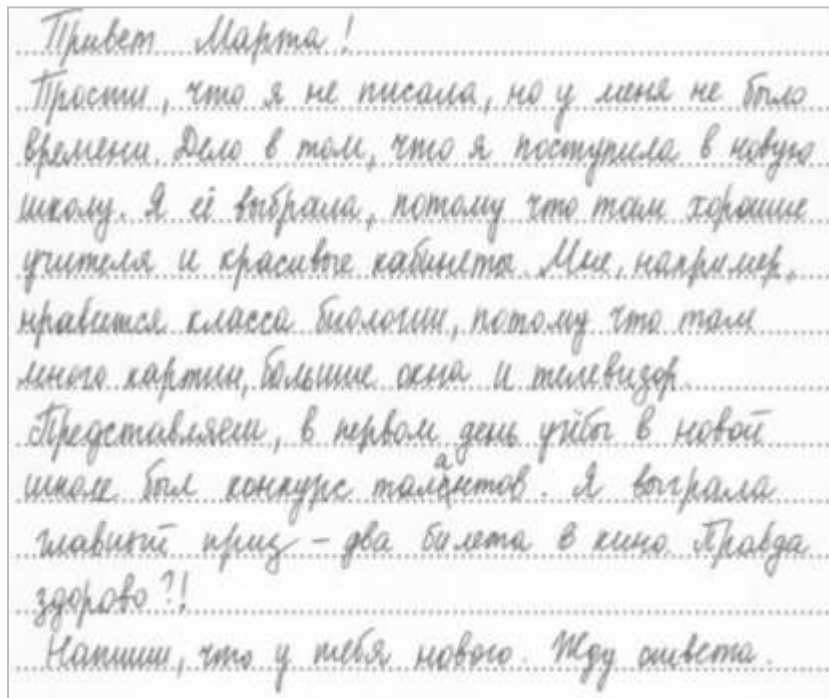 Привет Марта!
Прости, что я не писала, но у меня не было
времени. Дело в том, что я поступила в новую
школу. Я её выбрала, потому что там хорошие
учителя и красивые кабинеты. Мне, например,
нравится класса биологии, потому что там
много картин, большие окна и телевизор.
Представляеш, в первом день учёбы в новой
школе был конкурс талантов. Я выграла
главный приз – два билета в кино. Правда
здорово?!
Напиши, что у тебя нового. Жду ответа.